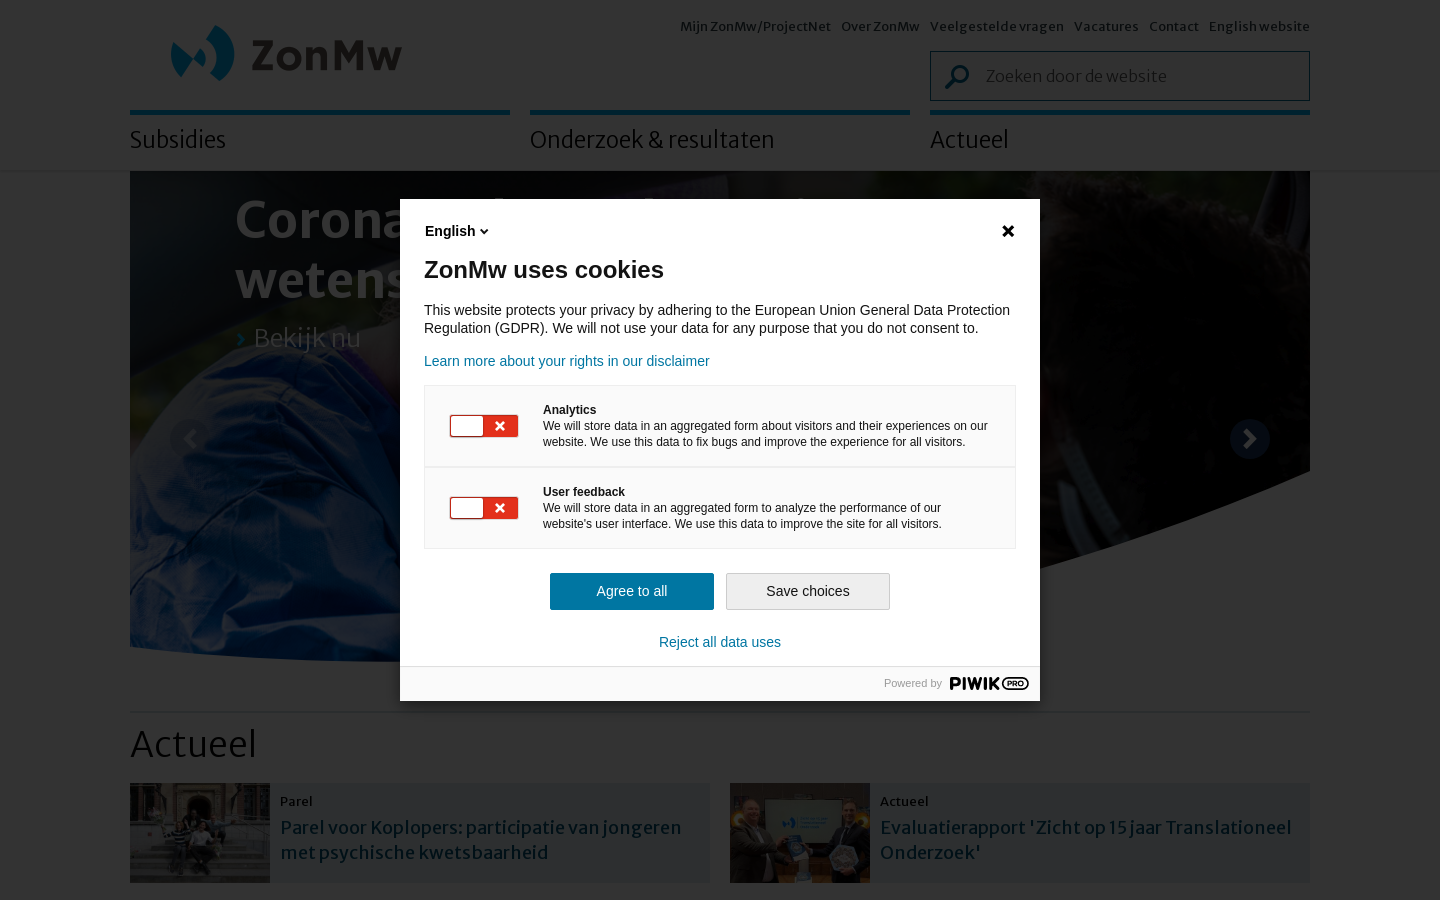 Mijn ZonMw/ProjectNet Over ZonMw Veelgestelde vragen Vacatures Contact English website
ZonMw
Zoeken door de website
Subsidies
Onderzoek & resultaten
Actueel
Corona
wetens
Bekijk nu
English
ZonMw uses cookies
This website protects your privacy by adhering to the European Union General Data Protection
Regulation (GDPR). We will not use your data for any purpose that you do not consent to.
Learn more about your rights in our disclaimer
Analytics
We will store data in an aggregated form about visitors and their experiences on our
website. We use this data to fix bugs and improve the experience for all visitors.
User feedback
We will store data in an aggregated form to analyze the performance of our
website's user interface. We use this data to improve the site for all visitors.
Agree to all
Save choices
Reject all data uses
Powered by PIWIK PRO
Actueel
Parel
Parel voor Koplopers: participatie van jongeren
met psychische kwetsbaarheid
Actueel
Evaluatierapport 'Zicht op 15 jaar Translationeel
Onderzoek'